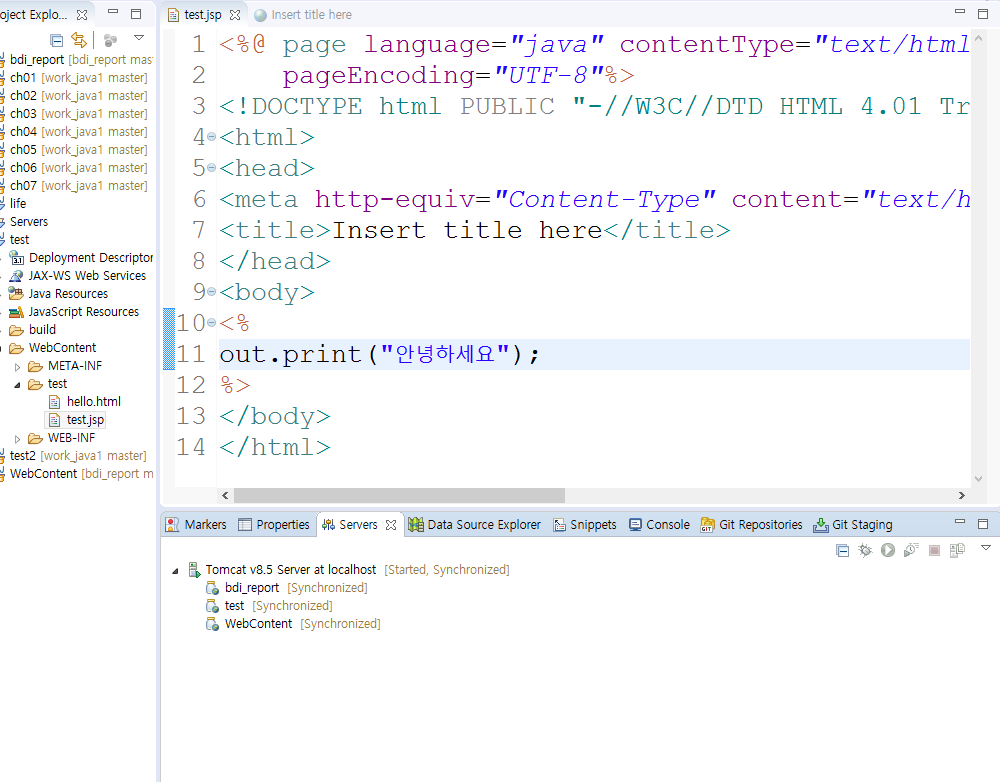 oject Explo...
bdi_report [bdi_report mas
ch01 [work_java1 master]
ch02 [work_java1 master]
ch03 [work_java1 master]
ch04 [work_java1 master]
ch05 [work_java1 master]
ch06 [work_java1 master]
ch07 [work_java1 master]
life
Servers
test
Deployment Descriptor
JAX-WS Web Services
Java Resources
JavaScript Resources
build
WebContent
META-INF
test
hello.html
test.jsp
WEB-INF
test2 [work_java1 master]
WebContent [bdi_report m
test.jsp Insert title here
1 <%@ page language="java" contentType="text/html
2 pageEncoding="UTF-8"%>
3 <!DOCTYPE html PUBLIC "-//W3C//DTD HTML 4.01 Tr
4 <html>
5 <head>
6 <meta http-equiv="Content-Type" content="text/h
7 <title>Insert title here</title>
8 </head>
9 <body>
10 <%
11 out.print("안녕하세요");
12 %>
13 </body>
14 </html>
Markers Properties Servers Data Source Explorer Snippets Console Git Repositories Git Staging
Tomcat v8.5 Server at localhost [Started, Synchronized]
bdi_report [Synchronized]
test [Synchronized]
WebContent [Synchronized]